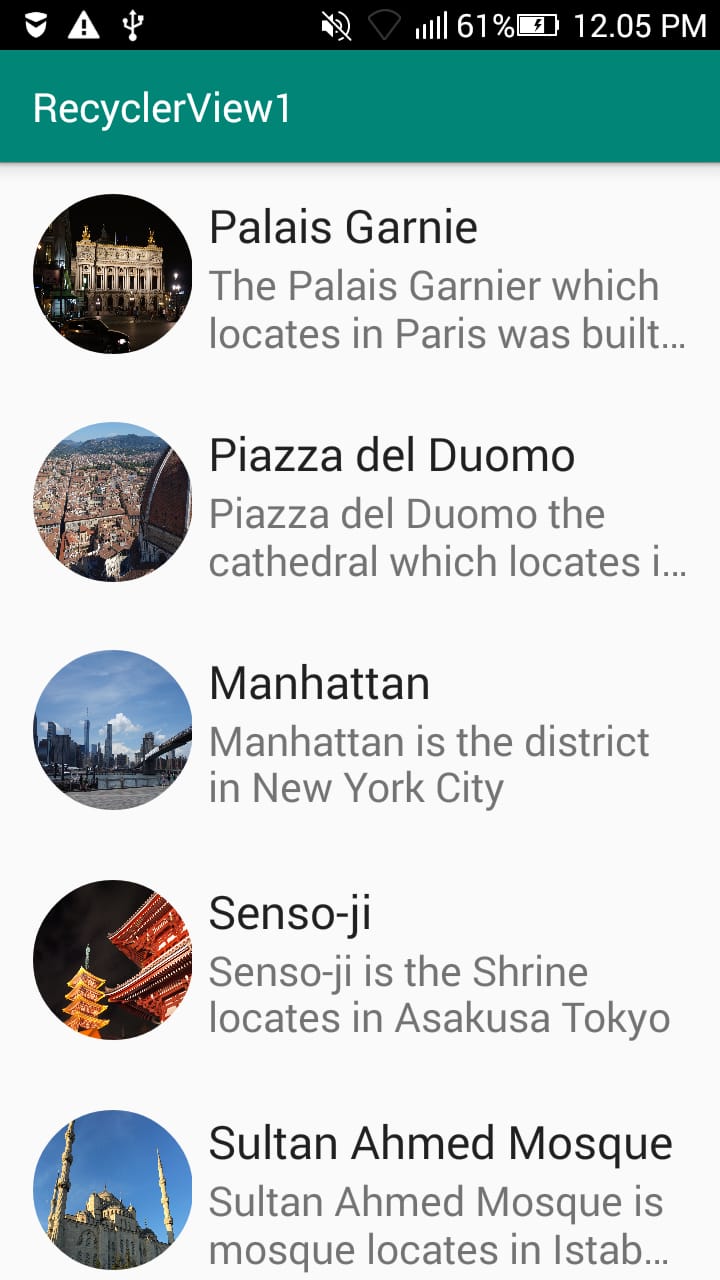 61% 12.05 PM
RecyclerView1
Palais Garnie
The Palais Garnier which
locates in Paris was built...
Piazza del Duomo
Piazza del Duomo the
cathedral which locates i...
Manhattan
Manhattan is the district
in New York City
Senso-ji
Senso-ji is the Shrine
locates in Asakusa Tokyo
Sultan Ahmed Mosque
Sultan Ahmed Mosque is
mosque locates in Istab...